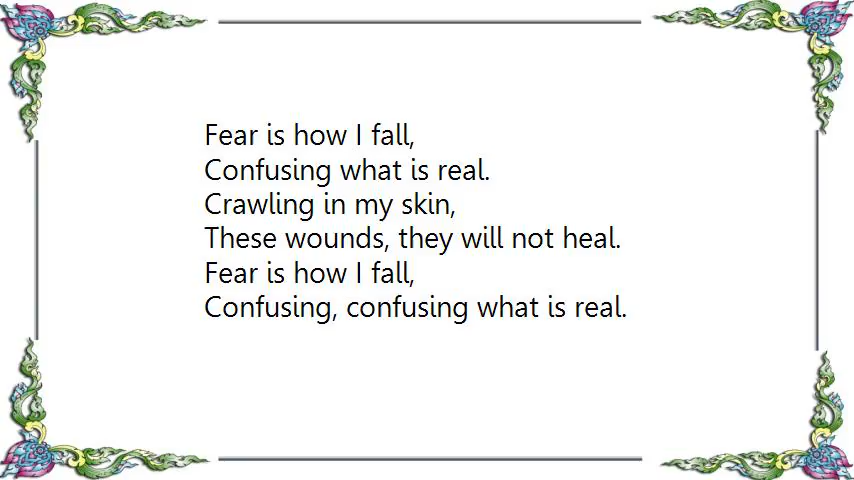 Fear is how I fall,
Confusing what is real.
Crawling in my skin,
These wounds, they will not heal.
Fear is how I fall,
Confusing, confusing what is real.